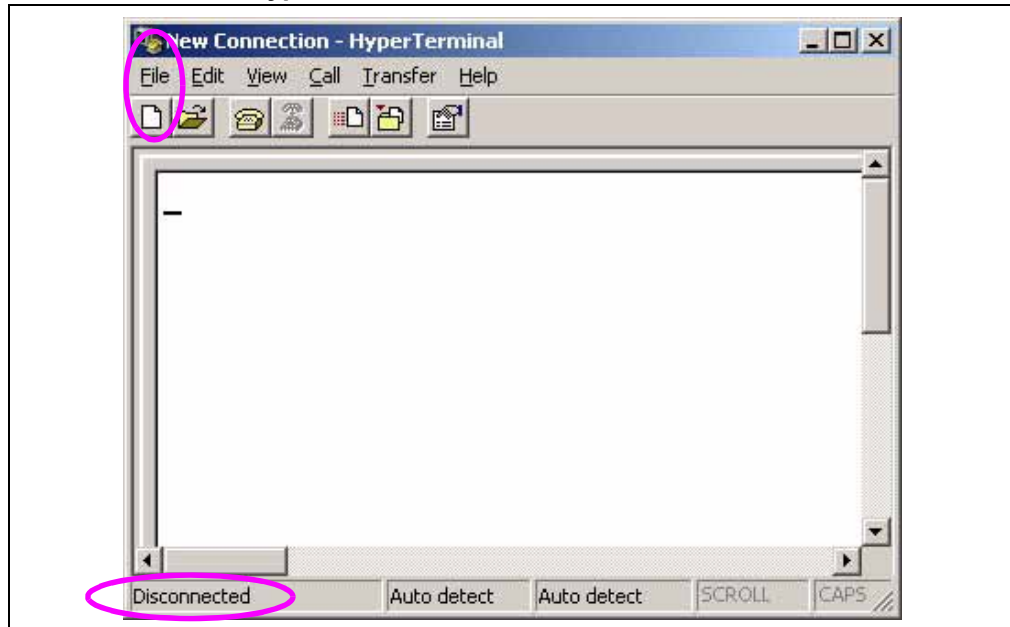 New Connection - HyperTerminal
File Edit View Call Transfer Help
Disconnected Auto detect Auto detect SCROLL CAPS